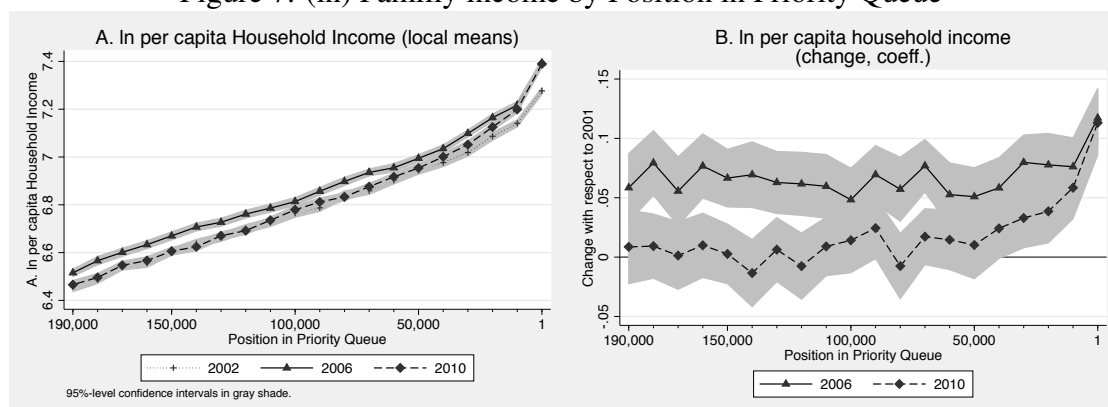 Figure 7: (ln) Family Income by Position in Priority Queue
A. ln per capita Household Income (local means)
A. ln per capita Household Income
7.4
7.2
7
6.8
6.6
6.4
190,000
150,000
100,000
50,000
1
Position in Priority Queue
2002
2006
2010
95%-level confidence intervals in gray shade.
B. ln per capita household income
(change, coeff.)
Change with respect to 2001
.15
.1
.05
0
-.05
190,000
150,000
100,000
50,000
1
Position in Priority Queue
2006
2010